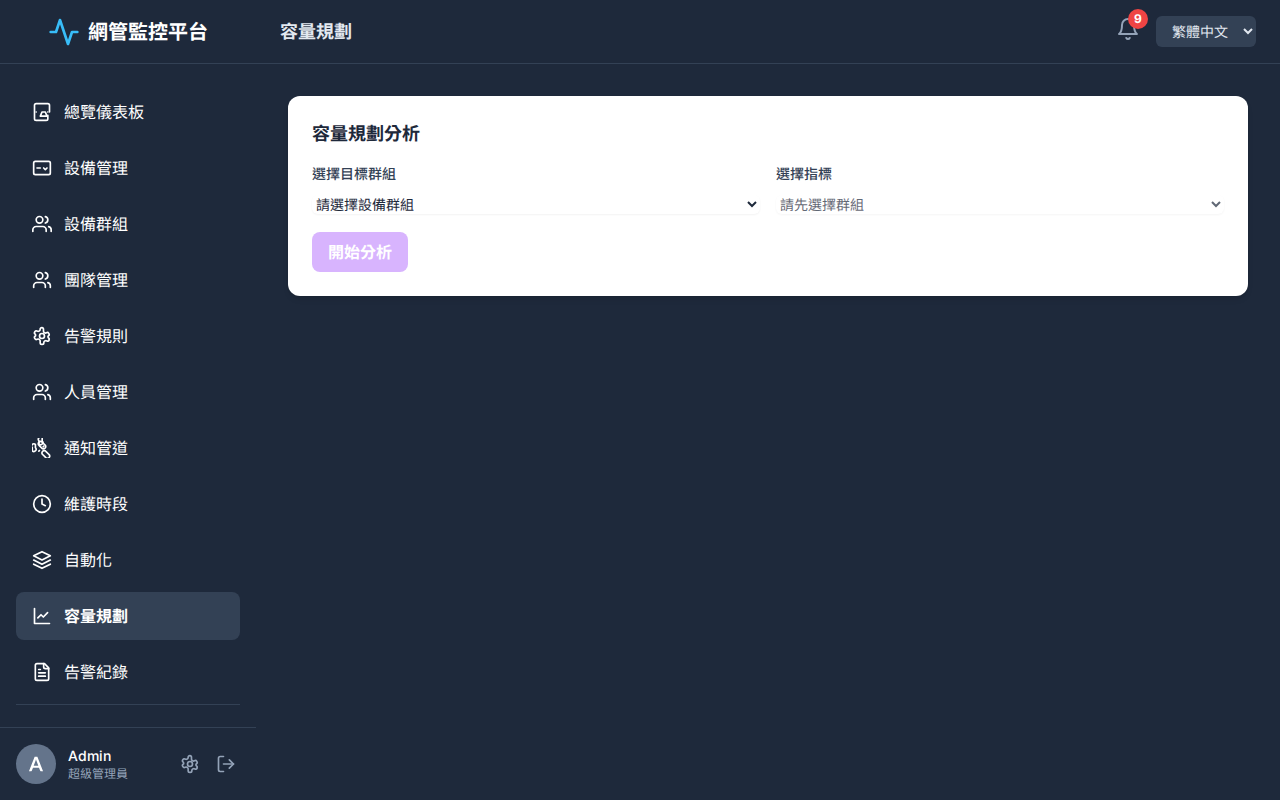 網管監控平台
容量規劃
9
繁體中文
總覽儀表板
設備管理
設備群組
團隊管理
告警規則
人員管理
通知管道
維護時段
自動化
容量規劃
告警紀錄
A
Admin
超級管理員
容量規劃分析
選擇目標群組
選擇指標
請選擇設備群組
請先選擇群組
開始分析